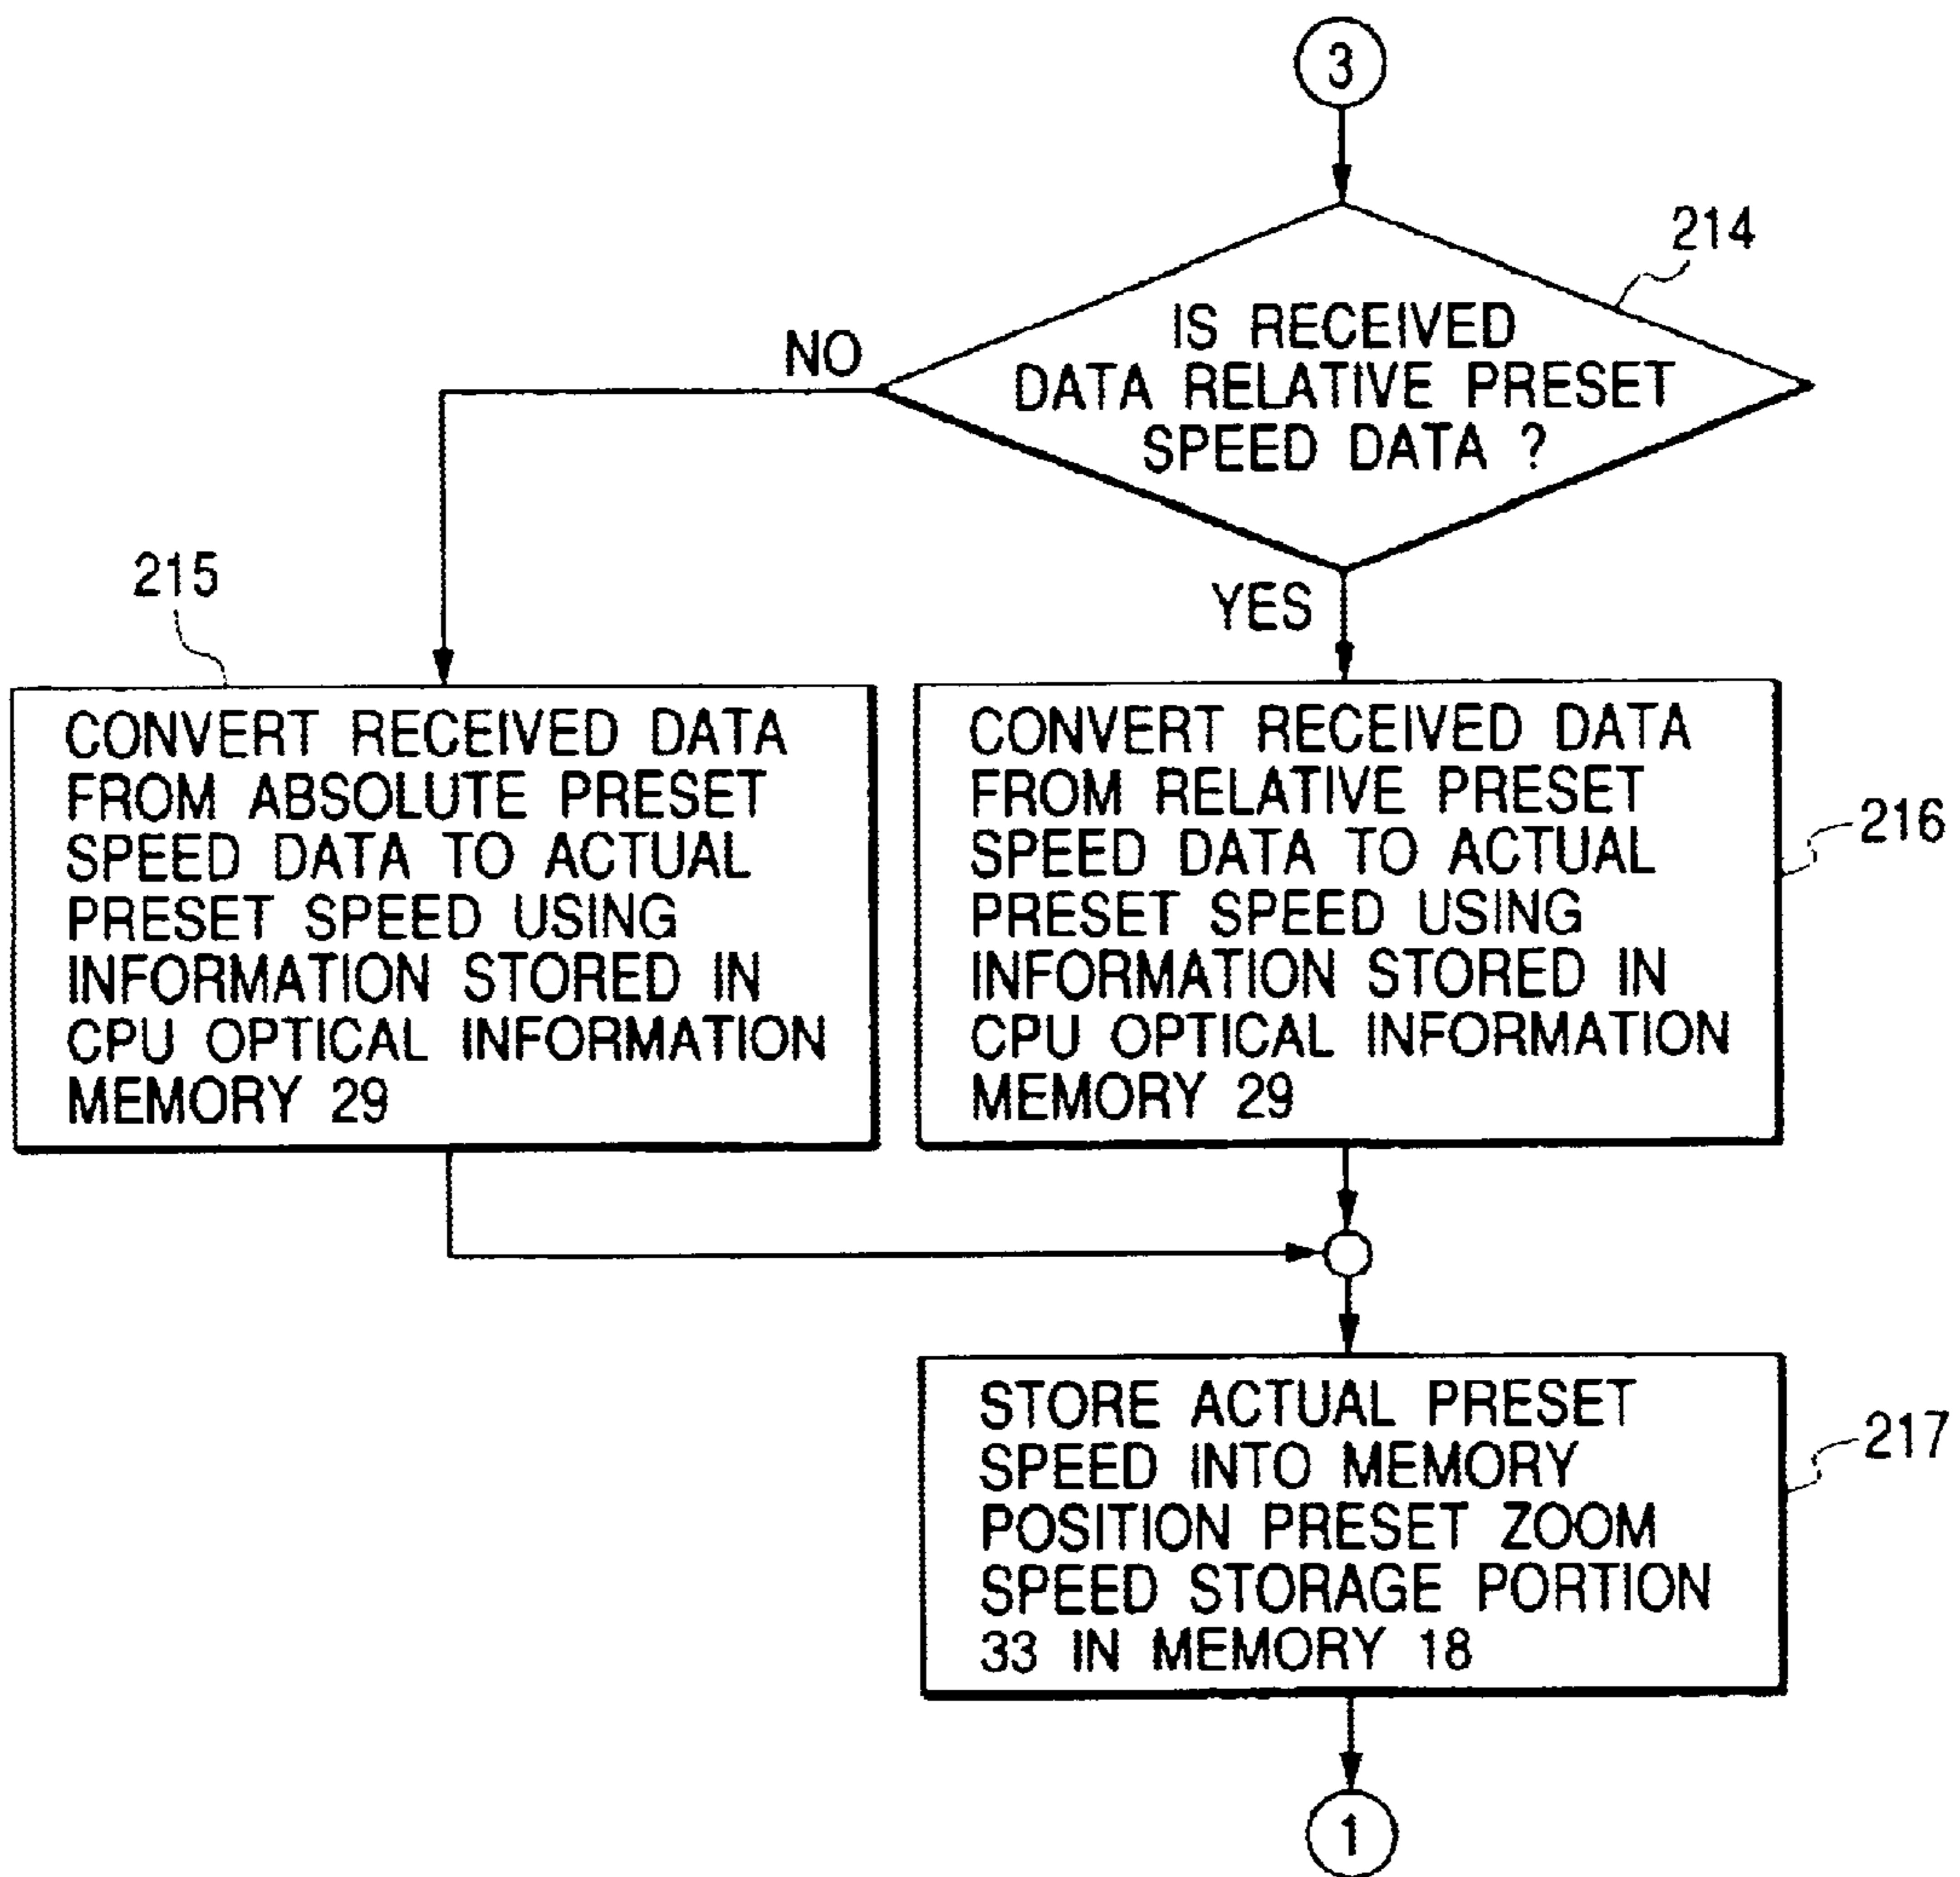 3
214
IS RECEIVED
DATA RELATIVE PRESET
SPEED DATA ?
NO
YES
215
CONVERT RECEIVED DATA
FROM ABSOLUTE PRESET
SPEED DATA TO ACTUAL
PRESET SPEED USING
INFORMATION STORED IN
CPU OPTICAL INFORMATION
MEMORY 29
CONVERT RECEIVED DATA
FROM RELATIVE PRESET
SPEED DATA TO ACTUAL
PRESET SPEED USING
INFORMATION STORED IN
CPU OPTICAL INFORMATION
MEMORY 29
216
STORE ACTUAL PRESET
SPEED INTO MEMORY
POSITION PRESET ZOOM
SPEED STORAGE PORTION
33 IN MEMORY 18
217
1